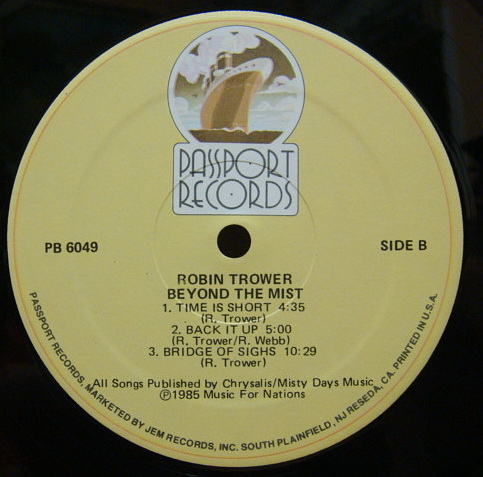 PASSPORT
RECORDS
PB 6049
SIDE B
ROBIN TROWER
BEYOND THE MIST
1. TIME IS SHORT 4:35
(R. Trower)
2. BACK IT UP 5:00
(R. Trower/R. Webb)
3. BRIDGE OF SIGHS 10:29
(R. Trower)
All Songs Published by Chrysalis/Misty Days Music
Ⓟ1985 Music For Nations
PASSPORT RECORDS, MARKETED BY JEM RECORDS, INC. SOUTH PLAINFIELD, NJ RESEDA, CA. PRINTED IN U.S.A.